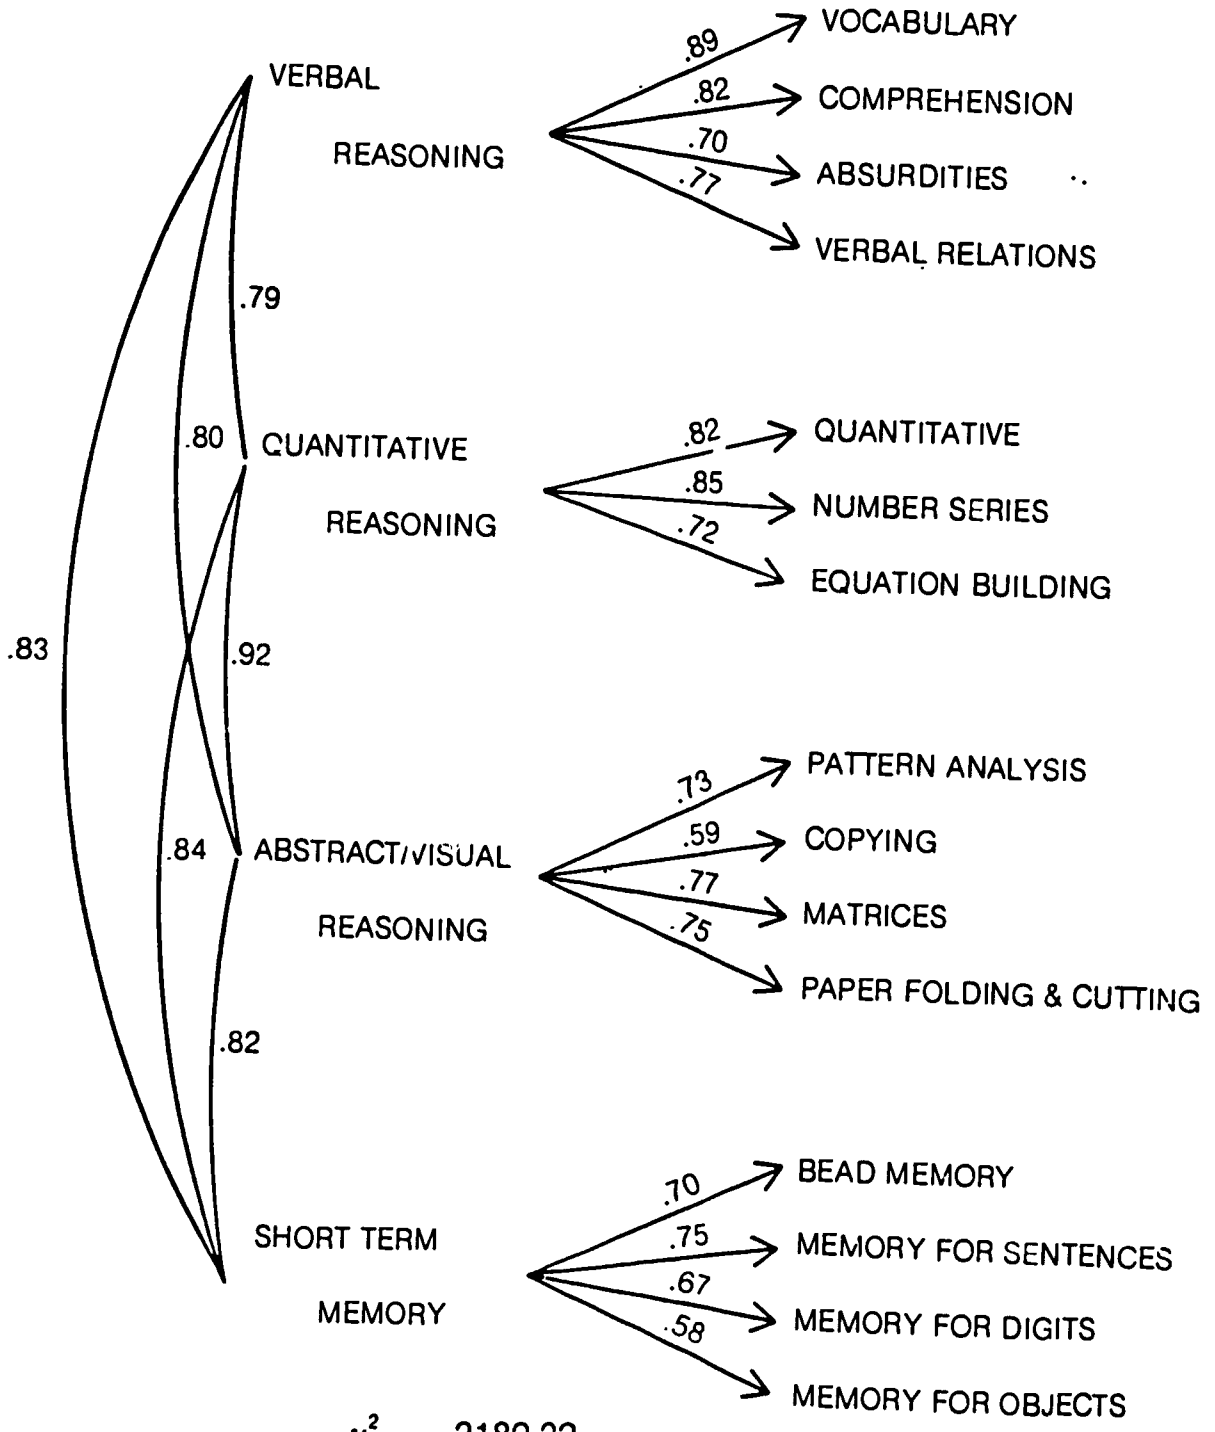 .89 VOCABULARY
VERBAL
.82 COMPREHENSION
REASONING
.70 ABSURDITIES
.77 VERBAL RELATIONS
.79
.80
QUANTITATIVE
.82 QUANTITATIVE
REASONING
.85 NUMBER SERIES
.72 EQUATION BUILDING
.83
.92
.73 PATTERN ANALYSIS
.84
ABSTRACT/VISUAL
.59 COPYING
REASONING
.77 MATRICES
.75 PAPER FOLDING & CUTTING
.82
.70 BEAD MEMORY
SHORT TERM
.75 MEMORY FOR SENTENCES
MEMORY
.67 MEMORY FOR DIGITS
.58 MEMORY FOR OBJECTS